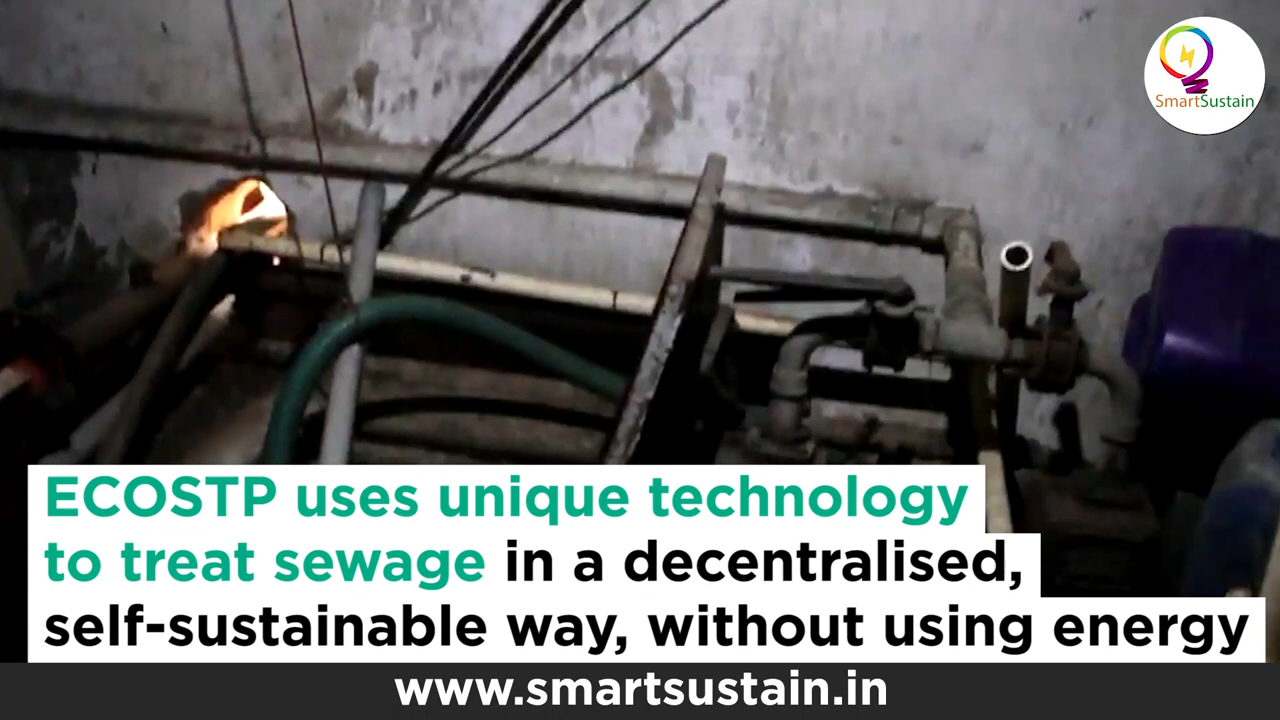 SmartSustain
ECOSTP uses unique technology
to treat sewage in a decentralised,
self-sustainable way, without using energy
www.smartsustain.in